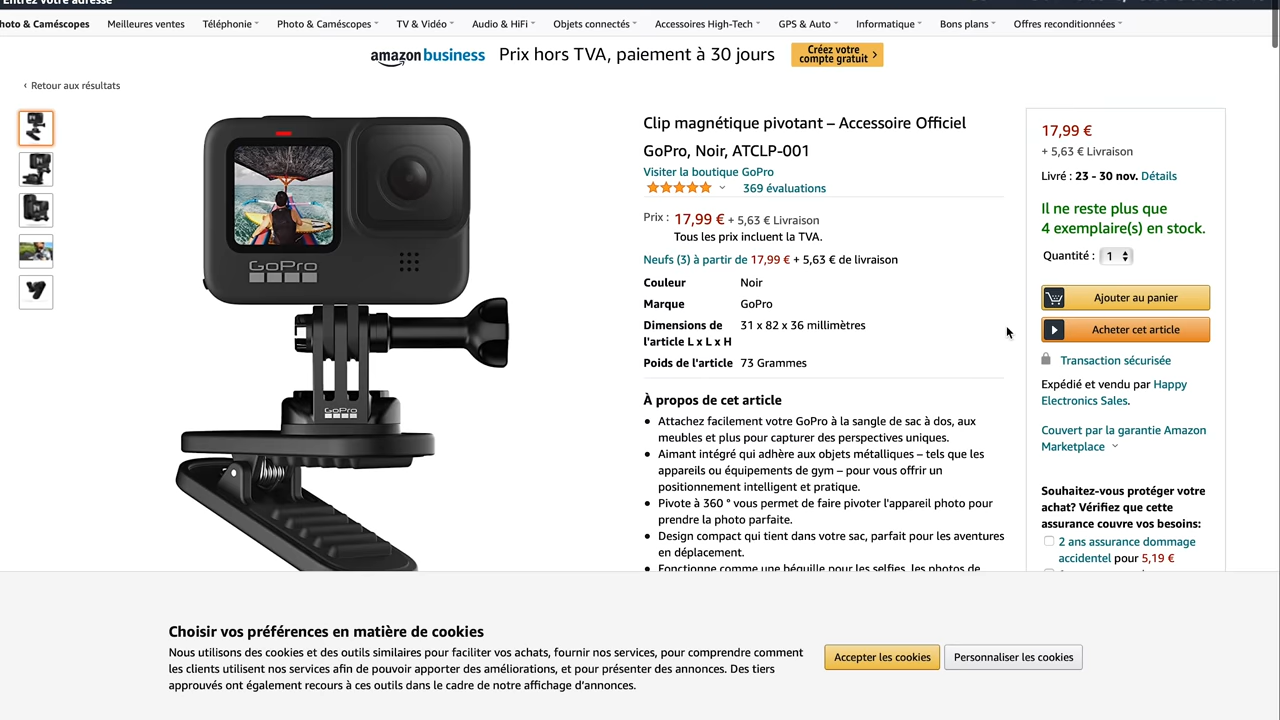 Entrez votre adresse
hoto & Caméscopes Meilleures ventes Téléphonie Photo & Caméscopes TV & Vidéo Audio & HiFi Objets connectés Accessoires High-Tech GPS & Auto Informatique Bons plans Offres reconditionnées
amazon business Prix hors TVA, paiement à 30 jours Créez votre
compte gratuit >
‹ Retour aux résultats
Clip magnétique pivotant – Accessoire Officiel
GoPro, Noir, ATCLP-001
Visiter la boutique GoPro
369 évaluations
Prix : 17,99 € + 5,63 € Livraison
Tous les prix incluent la TVA.
Neufs (3) à partir de 17,99 € + 5,63 € de livraison
Couleur Noir
Marque GoPro
Dimensions de 31 x 82 x 36 millimètres
l'article L x L x H
Poids de l'article 73 Grammes
À propos de cet article
• Attachez facilement votre GoPro à la sangle de sac à dos, aux
meubles et plus pour capturer des perspectives uniques.
• Aimant intégré qui adhère aux objets métalliques – tels que les
appareils ou équipements de gym – pour vous offrir un
positionnement intelligent et pratique.
• Pivote à 360 ° vous permet de faire pivoter l'appareil photo pour
prendre la photo parfaite.
• Design compact qui tient dans votre sac, parfait pour les aventures
en déplacement.
• Fonctionne comme une béquille pour les selfies, les photos de
17,99 €
+ 5,63 € Livraison
Livré : 23 - 30 nov. Détails
Il ne reste plus que
4 exemplaire(s) en stock.
Quantité : 1
Ajouter au panier
Acheter cet article
Transaction sécurisée
Expédié et vendu par Happy
Electronics Sales.
Couvert par la garantie Amazon
Marketplace
Souhaitez-vous protéger votre
achat? Vérifiez que cette
assurance couvre vos besoins:
2 ans assurance dommage
accidentel pour 5,19 €
GoPro
GoPro
Choisir vos préférences en matière de cookies
Nous utilisons des cookies et des outils similaires pour faciliter vos achats, fournir nos services, pour comprendre comment
les clients utilisent nos services afin de pouvoir apporter des améliorations, et pour présenter des annonces. Des tiers
approuvés ont également recours à ces outils dans le cadre de notre affichage d'annonces.
Accepter les cookies Personnaliser les cookies